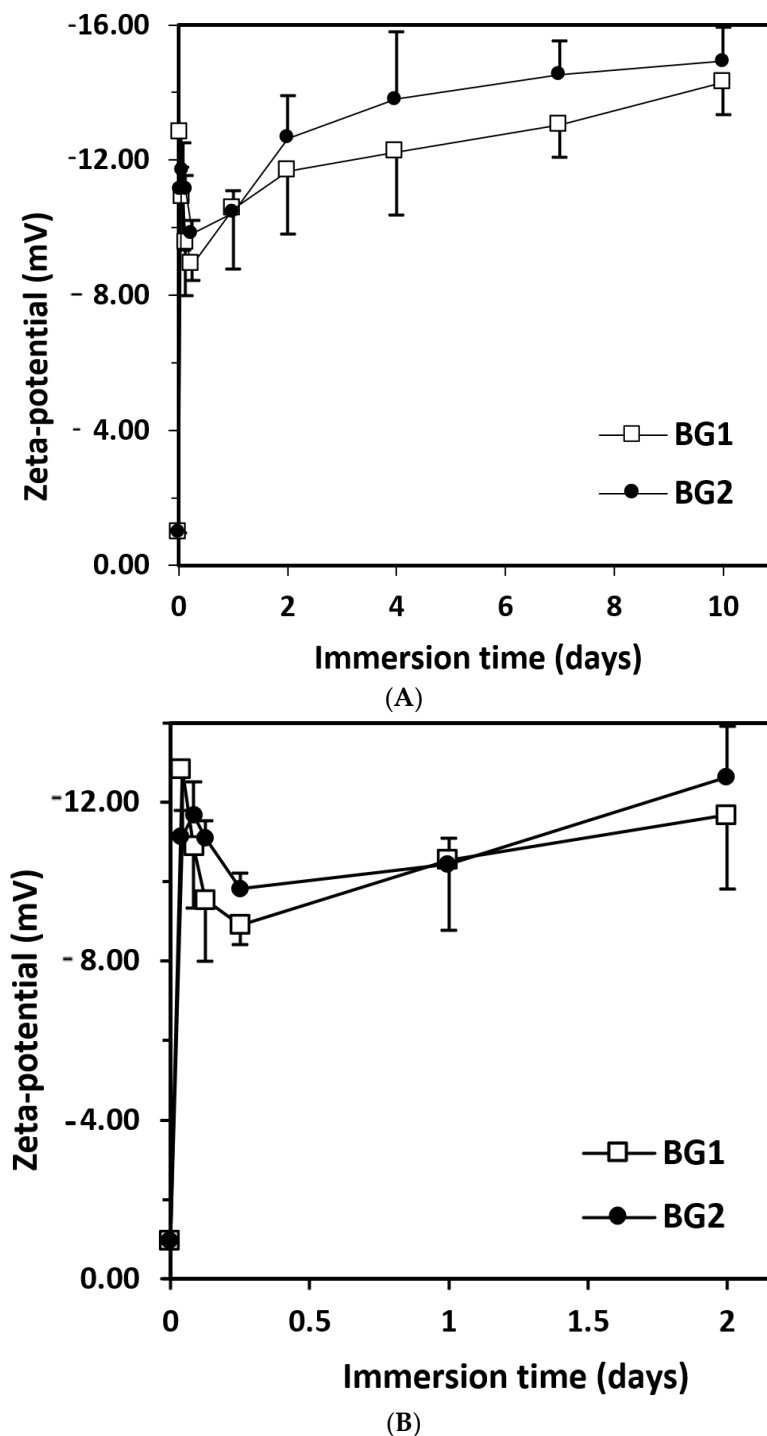 -16.00
-12.00
-8.00
- 4.00
0.00
Zeta-potential (mV)
BG1
BG2
0 2 4 6 8 10
Immersion time (days)
(A)
-12.00
-8.00
-4.00
0.00
Zeta-potential (mV)
BG1
BG2
0 0.5 1 1.5 2
Immersion time (days)
(B)